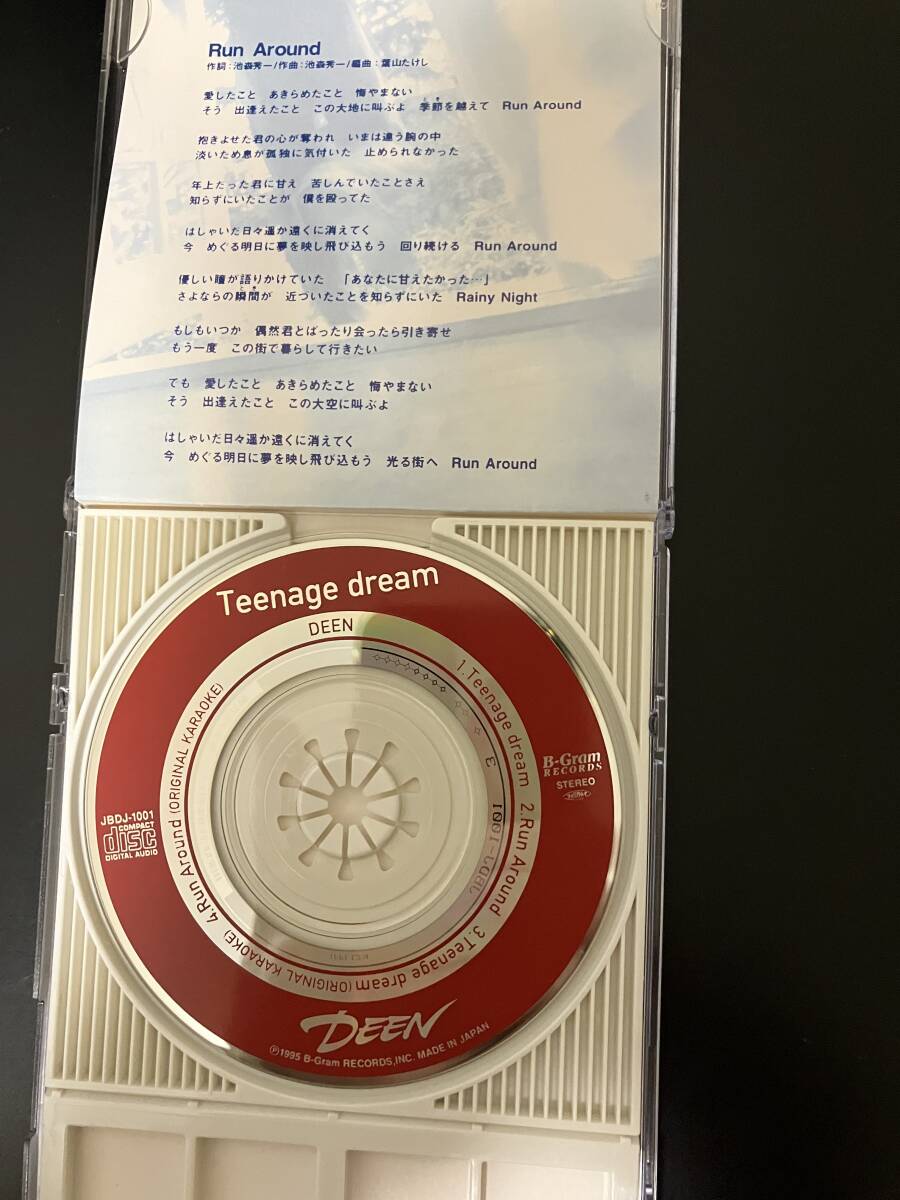 Run Around
作詞：池森秀一/作曲：池森秀一/編曲：葉山たけし
愛したこと　あきらめたこと　悔やまない
そう　出逢えたこと　この大地に叫ぶよ　季節を越えて　Run Around
抱きよせた君の心が奪われ　いまは違う腕の中
淡いため息が孤独に気付いた　止められなかった
年上だった君に甘え　苦しんでいたことさえ
知らずにいたことが　僕を殴ってた
はしゃいだ日々遥か遠くに消えてく
今　めぐる明日に夢を映し飛び込もう　回り続ける　Run Around
優しい瞳が語りかけていた　「あなたに甘えたかった…」
さよならの瞬間が　近づいたことを知らずにいた　Rainy Night
もしもいつか　偶然君とばったり会ったら引き寄せ
もう一度　この街で暮らして行きたい
でも　愛したこと　あきらめたこと　悔やまない
そう　出逢えたこと　この大空に叫ぶよ
はしゃいだ日々遥か遠くに消えてく
今　めぐる明日に夢を映し飛び込もう　光る街へ　Run Around
Teenage dream
DEEN
1.Teenage dream 2.Run Around 3.Teenage dream (ORIGINAL KARAOKE) 4.Run Around (ORIGINAL KARAOKE)
B-Gram
RECORDS
STEREO
JBDJ-1001
COMPACT
disc
DIGITAL AUDIO
JBDJ-1001
3
DEEN
Ⓟ1995 B-Gram RECORDS,INC. MADE IN JAPAN